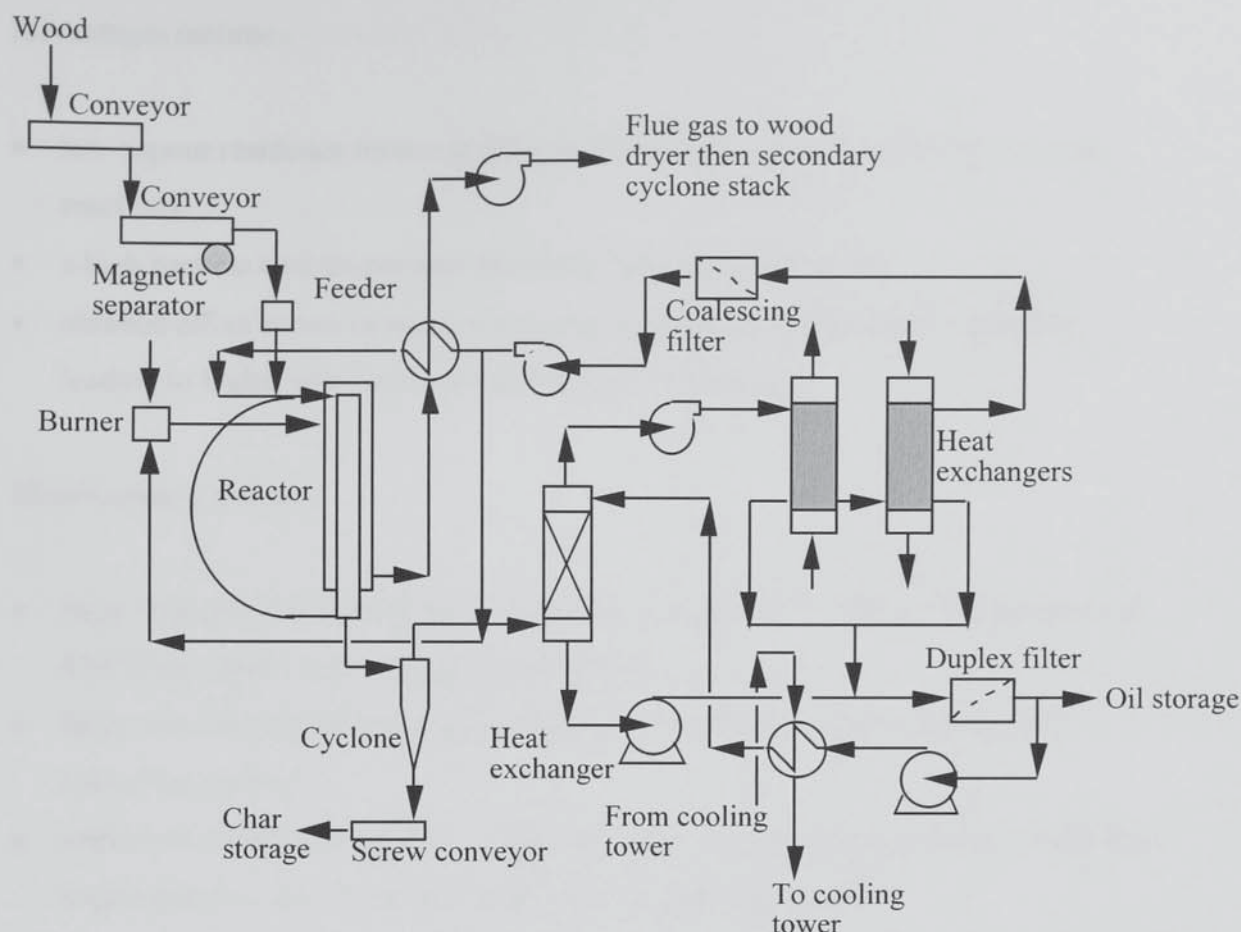 Wood
Conveyor
Conveyor
Magnetic
separator
Feeder
Flue gas to wood
dryer then secondary
cyclone stack
Coalescing
filter
Burner
Reactor
Heat
exchangers
Cyclone
Heat
exchanger
Duplex filter
Oil storage
From cooling
tower
Char
storage
Screw conveyor
To cooling
tower